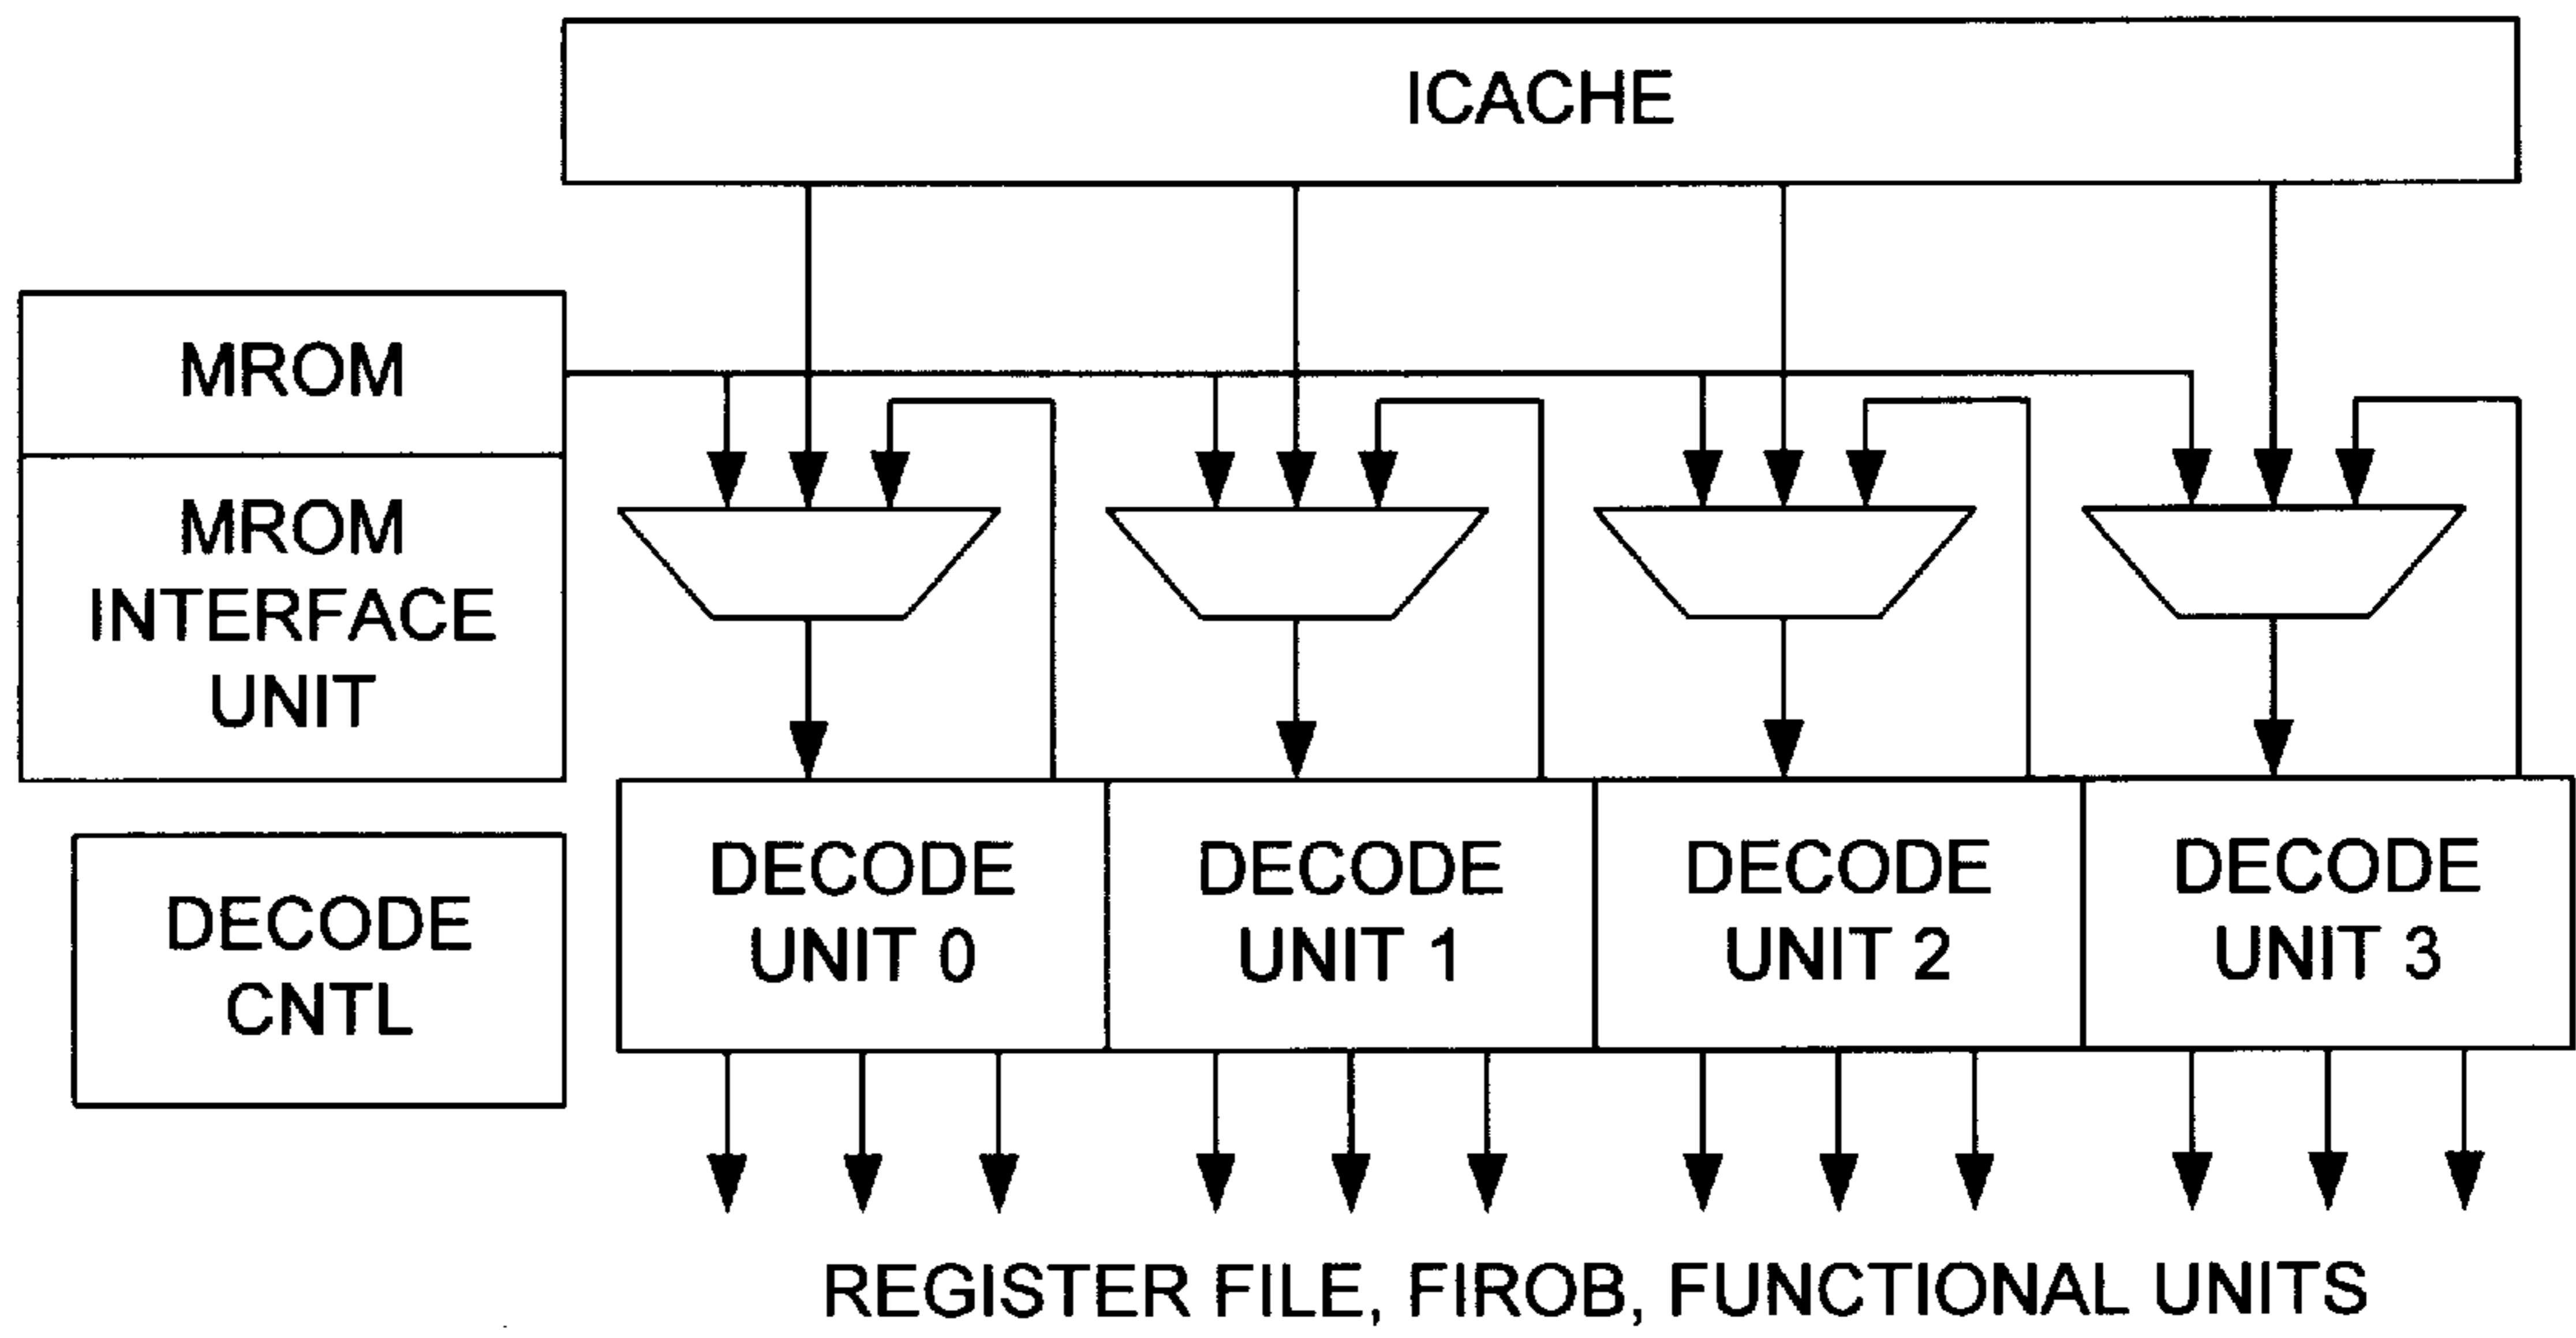 ICACHE
MROM
MROM
INTERFACE
UNIT
DECODE
CNTL
DECODE
UNIT 0
DECODE
UNIT 1
DECODE
UNIT 2
DECODE
UNIT 3
REGISTER FILE, FIROB, FUNCTIONAL UNITS